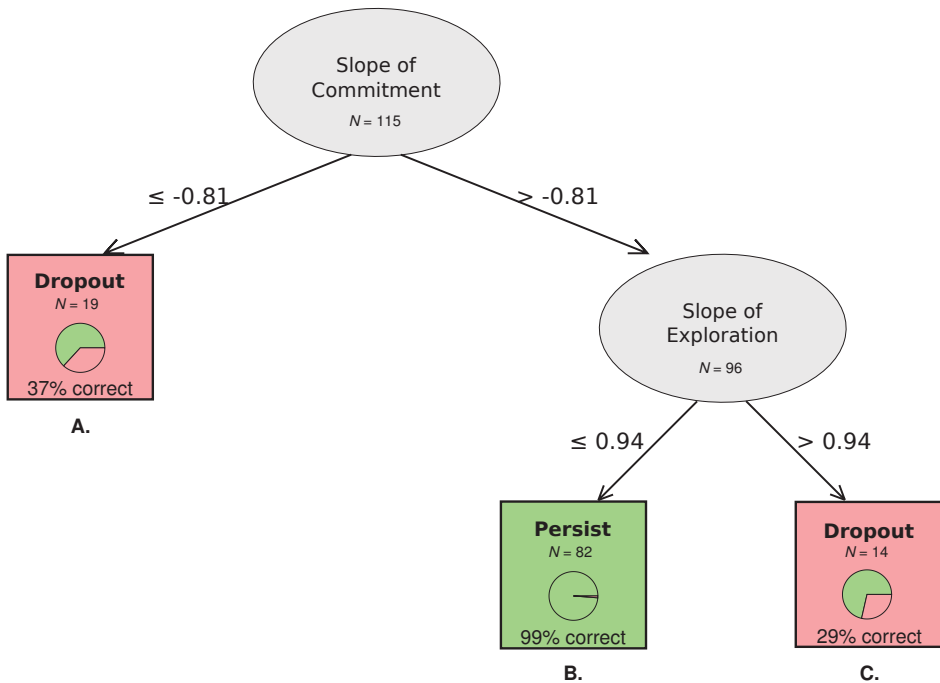 Slope of
Commitment
N = 115
≤ -0.81
> -0.81
Dropout
N = 19
37% correct
A.
Slope of
Exploration
N = 96
≤ 0.94
> 0.94
Persist
N = 82
99% correct
B.
Dropout
N = 14
29% correct
C.